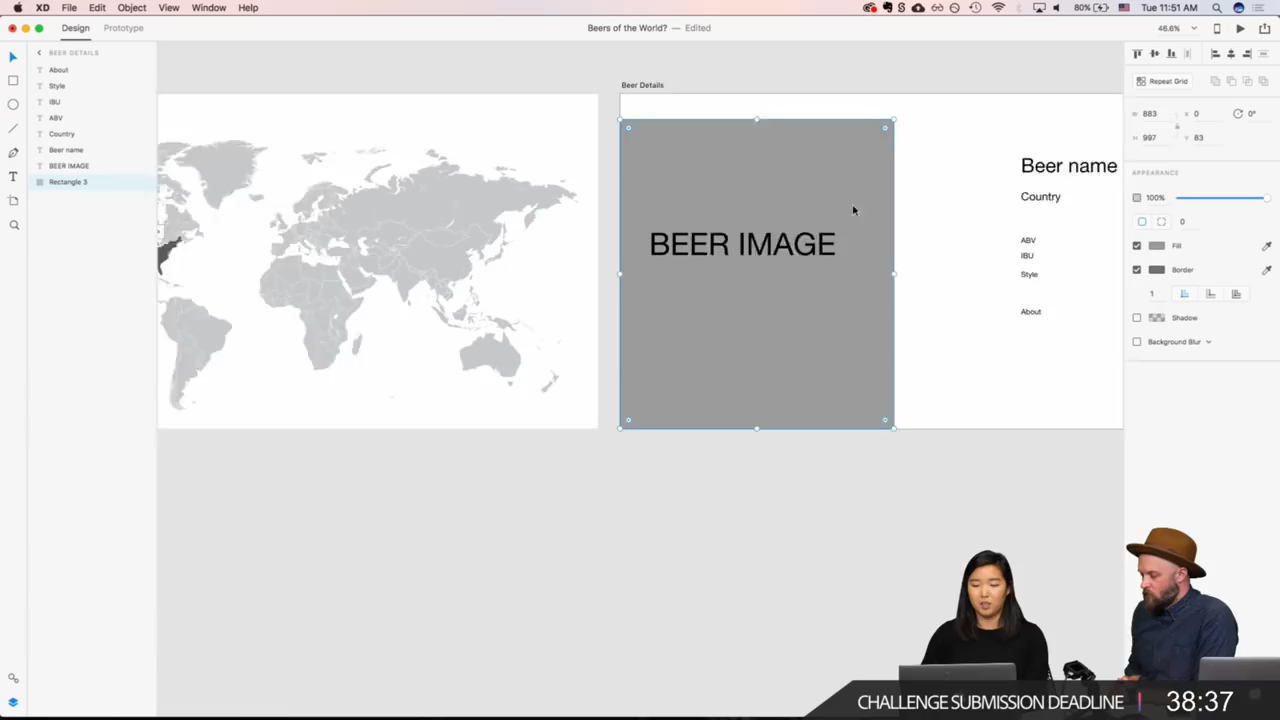 XD File Edit Object View Window Help
80% Tue 11:51 AM
Design Prototype
Beers of the World? — Edited
46.6%
BEER DETAILS
About
Style
IBU
ABV
Country
Beer name
BEER IMAGE
Rectangle 3
Beer Details
BEER IMAGE
Beer name
Country
ABV
IBU
Style
About
Repeat Grid
W 883 X 0 0°
H 997 Y 83
APPEARANCE
100%
0
Fill
Border
1
Shadow
Background Blur
CHALLENGE SUBMISSION DEADLINE | 38:37